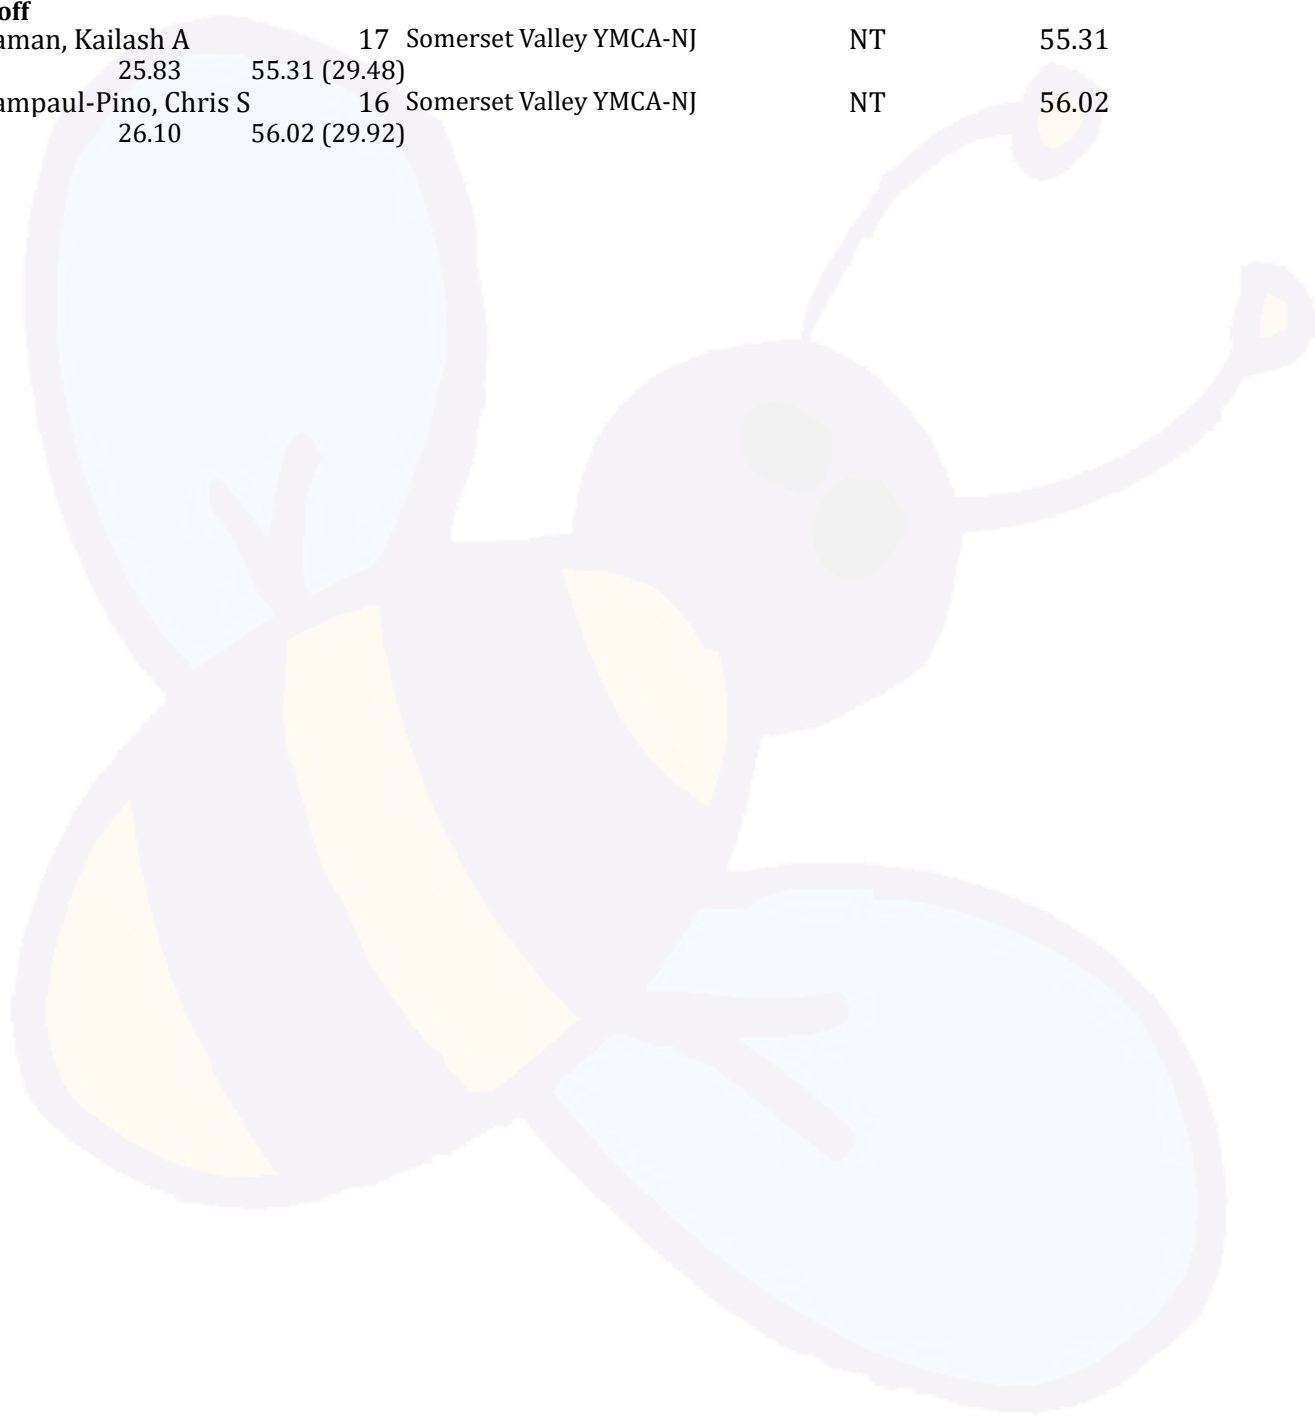 off
aman, Kailash A 17 Somerset Valley YMCA-NJ NT 55.31
25.83 55.31 (29.48)
ampaul-Pino, Chris S 16 Somerset Valley YMCA-NJ NT 56.02
26.10 56.02 (29.92)